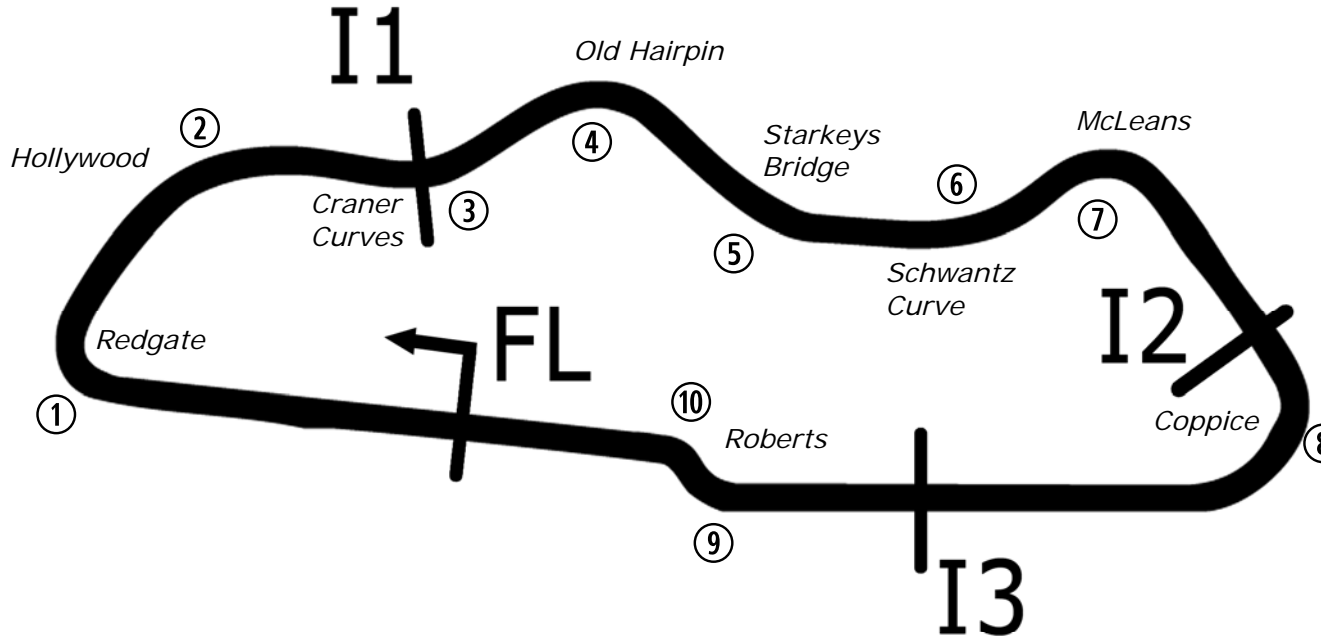 I1
Old Hairpin
②
Hollywood
④
Starkeys
Bridge
McLeans
⑥
Craner
Curves
③
⑤
⑦
Schwantz
Curve
Redgate
FL
I2
①
⑩
Roberts
Coppice
⑧
⑨
I3